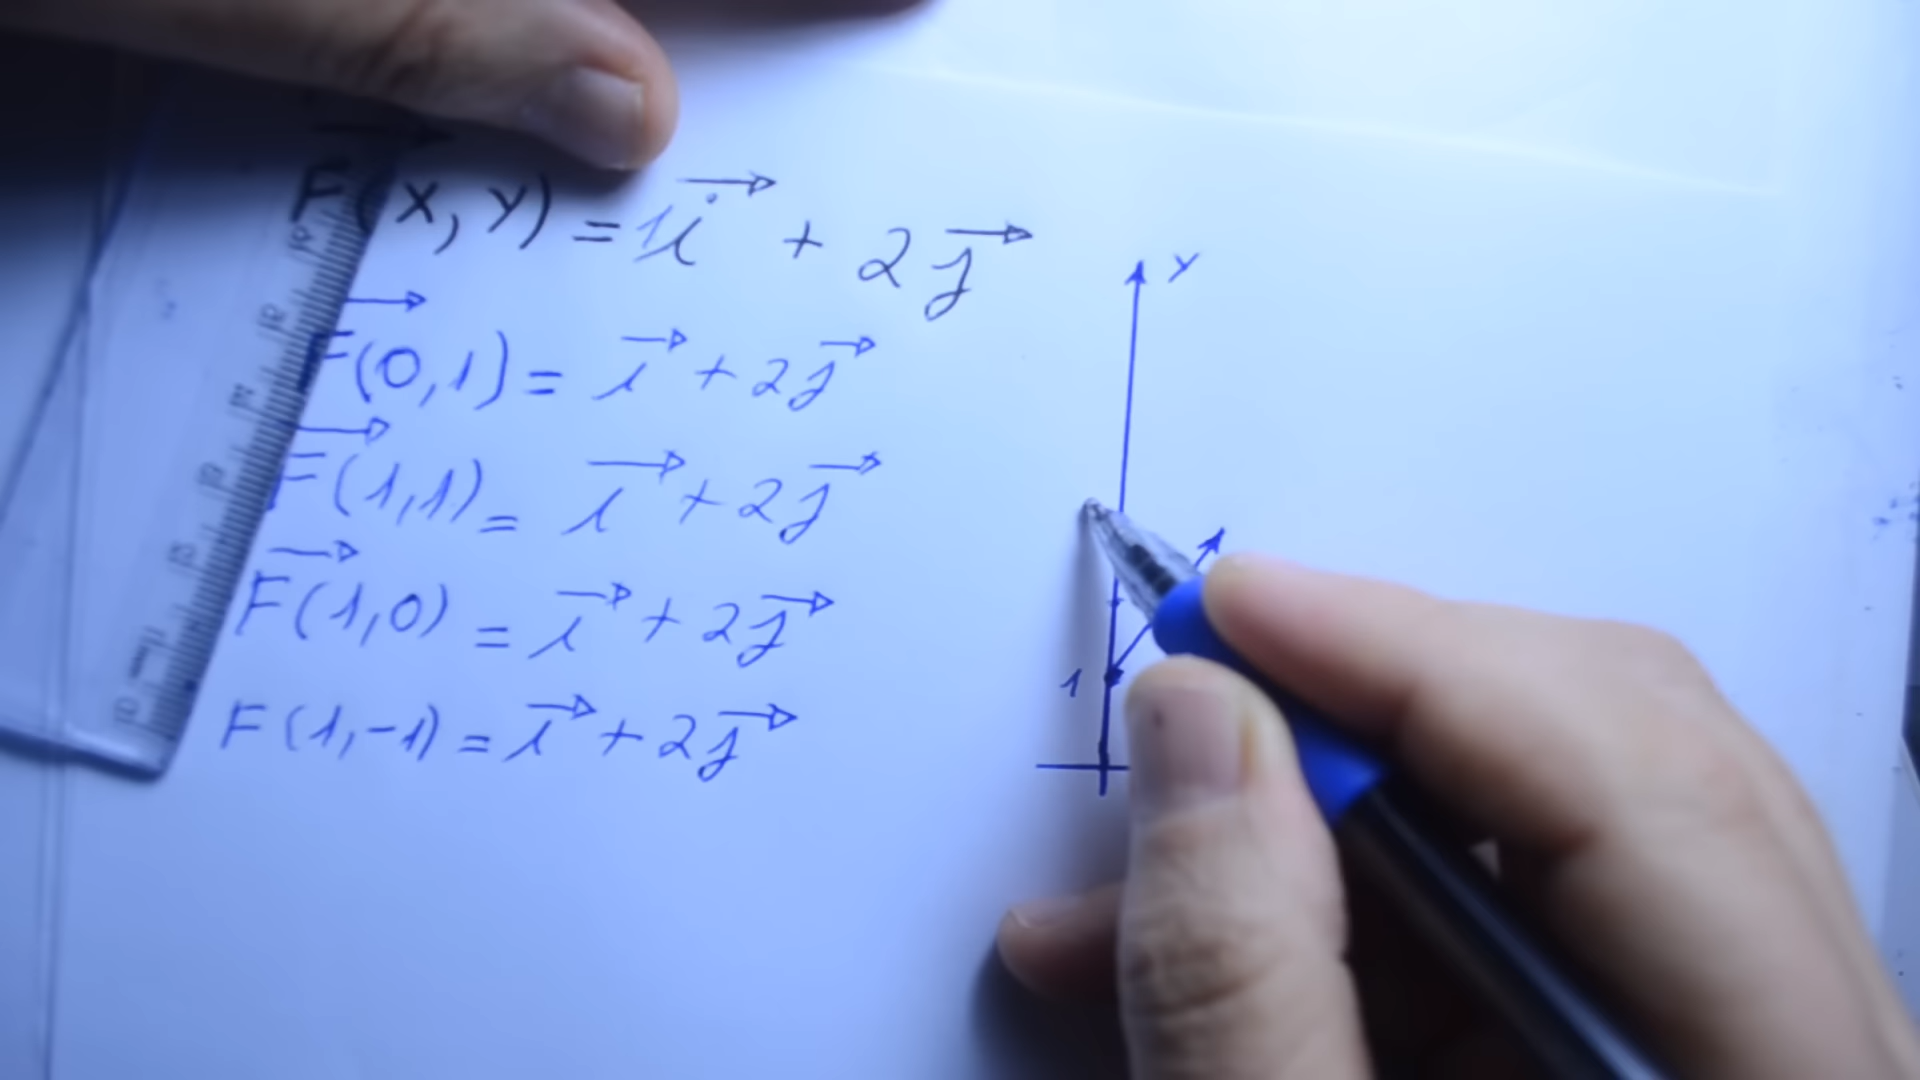 F⃗(x, y) = 1i⃗ + 2j⃗
F⃗(0,1) = i⃗ + 2j⃗
F⃗(1,1) = i⃗ + 2j⃗
F⃗(1,0) = i⃗ + 2j⃗
F(1,-1) = i⃗ + 2j⃗
y
1